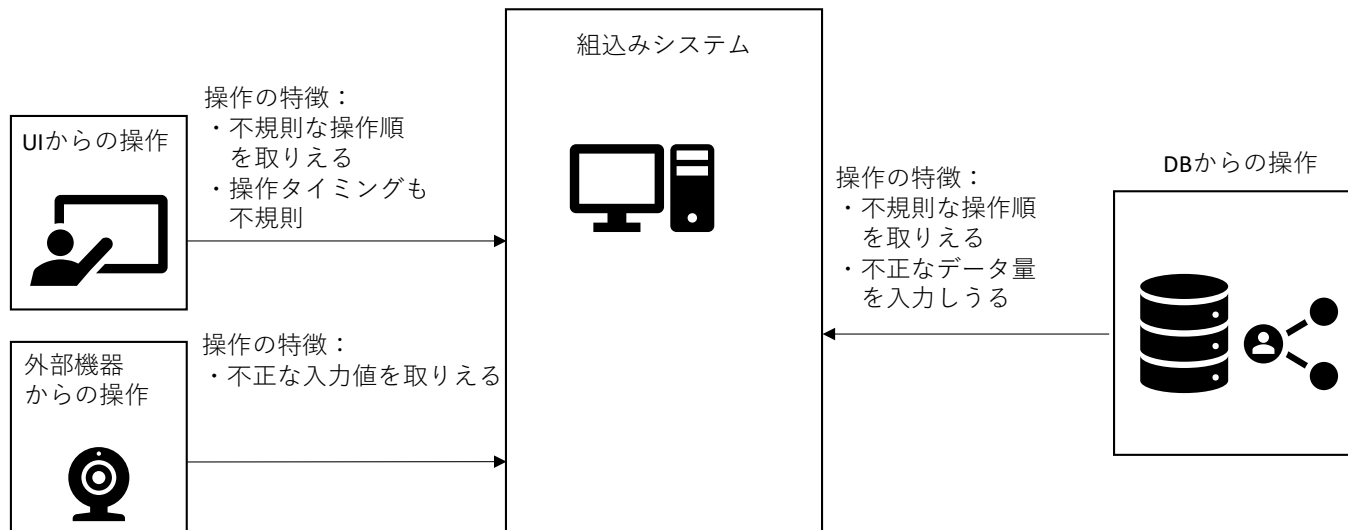 組込みシステム
UIからの操作
操作の特徴：
・不規則な操作順
を取りえる
・操作タイミングも
不規則
外部機器
からの操作
操作の特徴：
・不正な入力値を取りえる
操作の特徴：
・不規則な操作順
を取りえる
・不正なデータ量
を入力しうる
DBからの操作